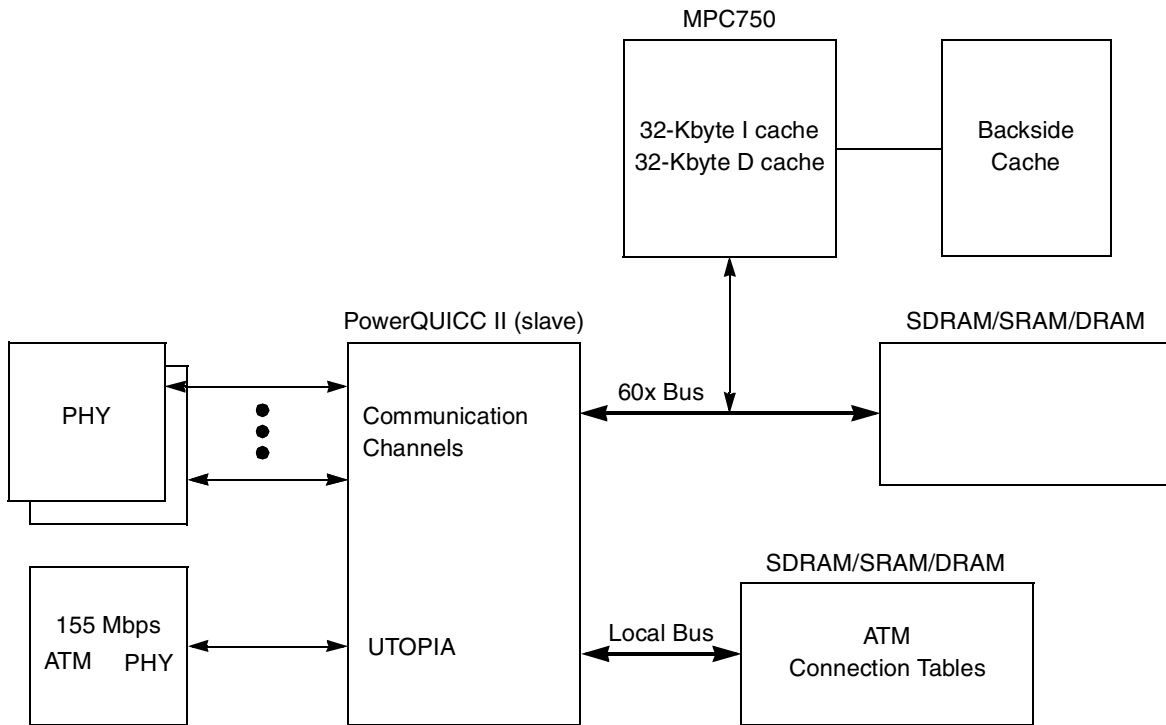 MPC750
32-Kbyte I cache
32-Kbyte D cache
Backside
Cache
PowerQUICC II (slave)
SDRAM/SRAM/DRAM
PHY
Communication
Channels
60x Bus
SDRAM/SRAM/DRAM
155 Mbps
ATM PHY
UTOPIA
Local Bus
ATM
Connection Tables